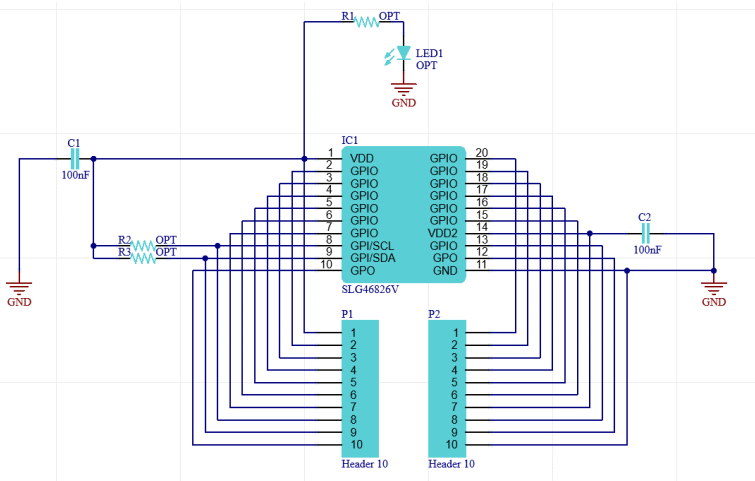 R1 OPT
LED1
OPT
GND
C1
100nF
IC1
1 VDD GPIO 20
2 GPIO GPIO 19
3 GPIO GPIO 18
4 GPIO GPIO 17
5 GPIO GPIO 16
6 GPIO GPIO 15
7 GPIO VDD2 14
8 GPI/SCL GPIO 13
9 GPI/SDA GPO 12
10 GPO GND 11
SLG46826V
R2 OPT
R3 OPT
C2
100nF
GND
GND
P1
1
2
3
4
5
6
7
8
9
10
Header 10
P2
1
2
3
4
5
6
7
8
9
10
Header 10